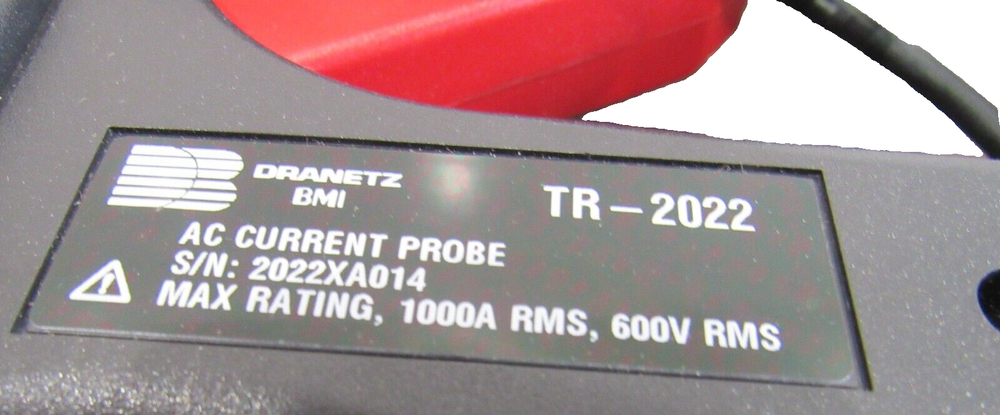 DRANETZ
BMI
TR-2022
AC CURRENT PROBE
S/N: 2022XA014
MAX RATING, 1000A RMS, 600V RMS